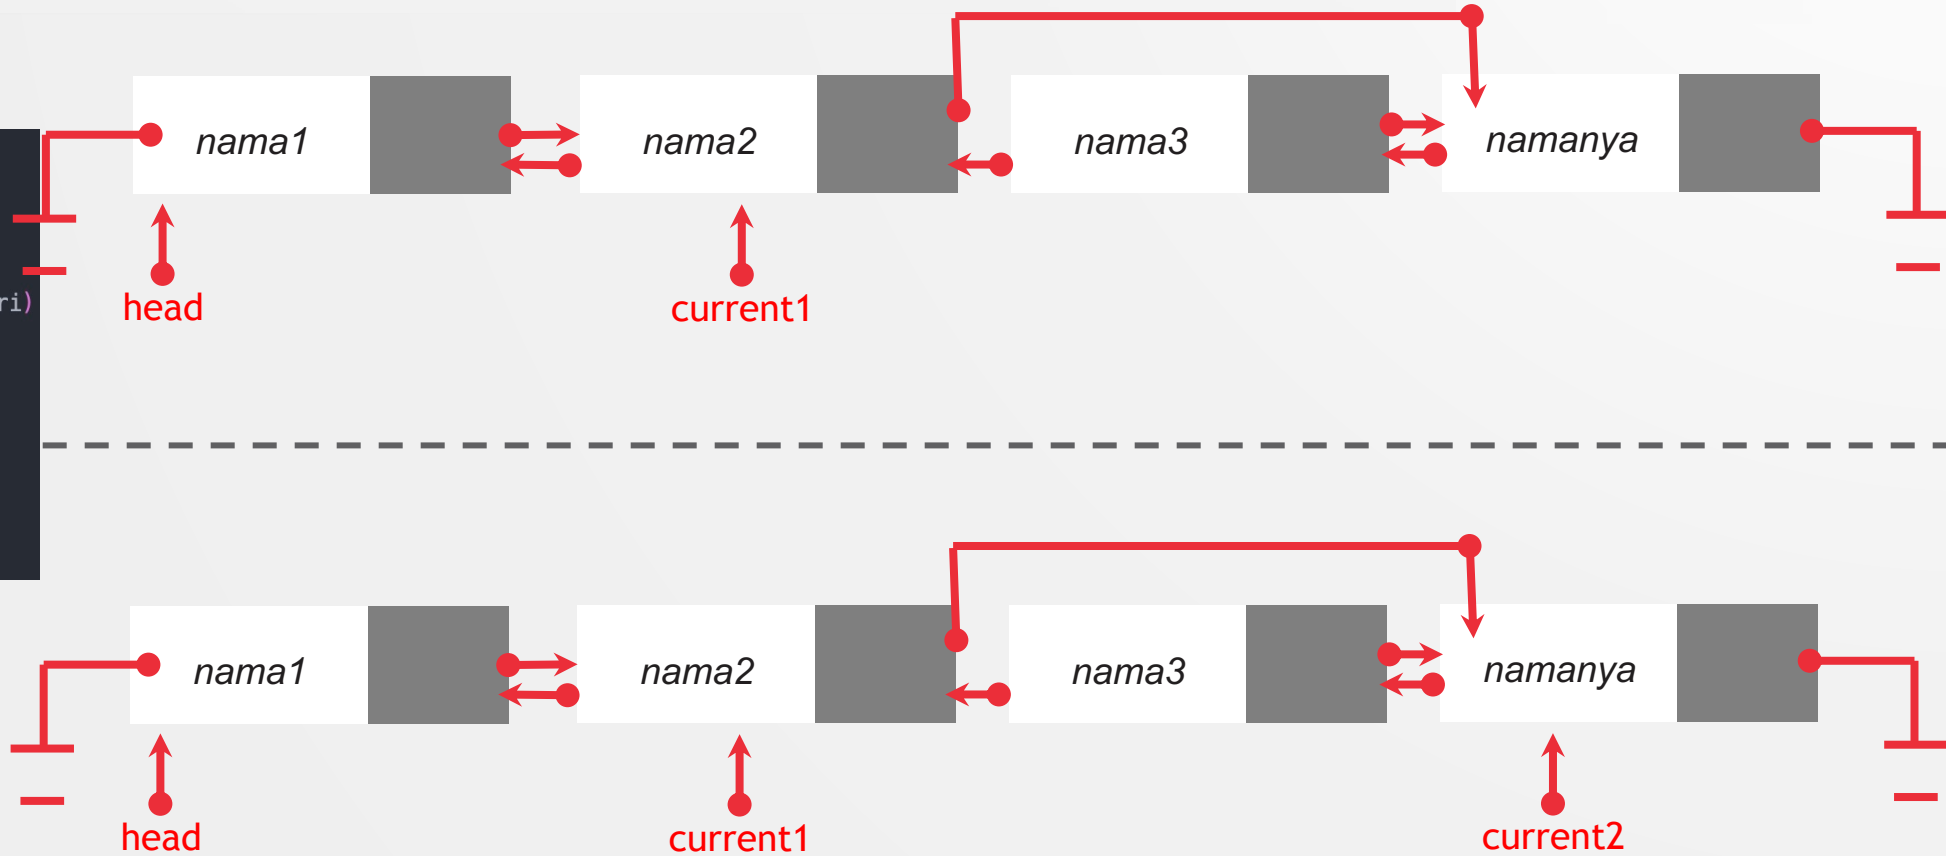 nama1 nama2 nama3 namanya
ri)
head current1
nama1 nama2 nama3 namanya
head current1 current2